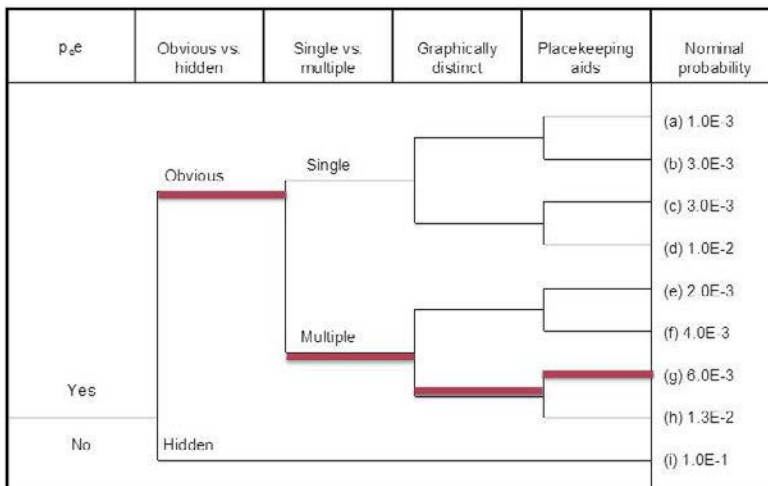 p꜀e
Obvious vs.
hidden
Single vs.
multiple
Graphically
distinct
Placekeeping
aids
Nominal
probability
(a) 1.0E-3
Obvious
Single
(b) 3.0E-3
(c) 3.0E-3
(d) 1.0E-2
(e) 2.0E-3
Multiple
(f) 4.0E-3
(g) 6.0E-3
Yes
(h) 1.3E-2
No
Hidden
(i) 1.0E-1